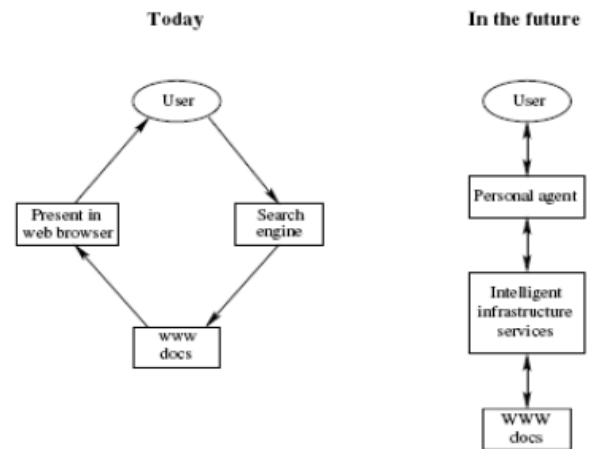 Today
User
Present in
web browser
Search
engine
www
docs
In the future
User
Personal agent
Intelligent
infrastructure
services
WWW
docs